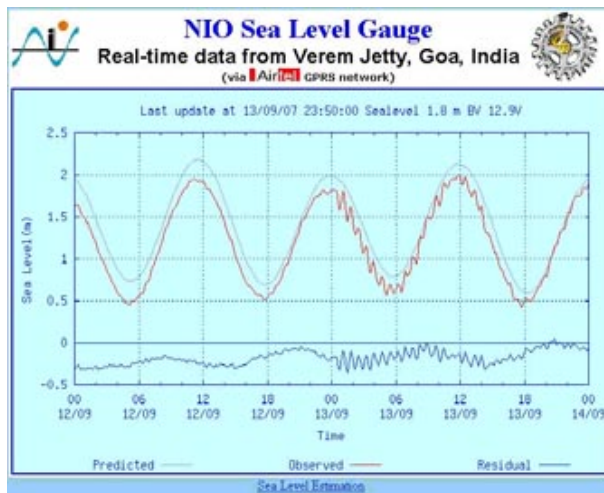 NIO Sea Level Gauge
Real-time data from Verem Jetty, Goa, India
(via Airtel GPRS network)
Last update at 13/09/07 23:50:00 Sealevel 1.8 m BV 12.9V
2.5
2
1.5
1
0.5
0
-0.5
Sea Level(m)
00 06 12 18 00 06 12 18 00
12/09 12/09 12/09 12/09 13/09 13/09 13/09 13/09 14/09
Time
Predicted Observed Residual
Sea Level Estimation